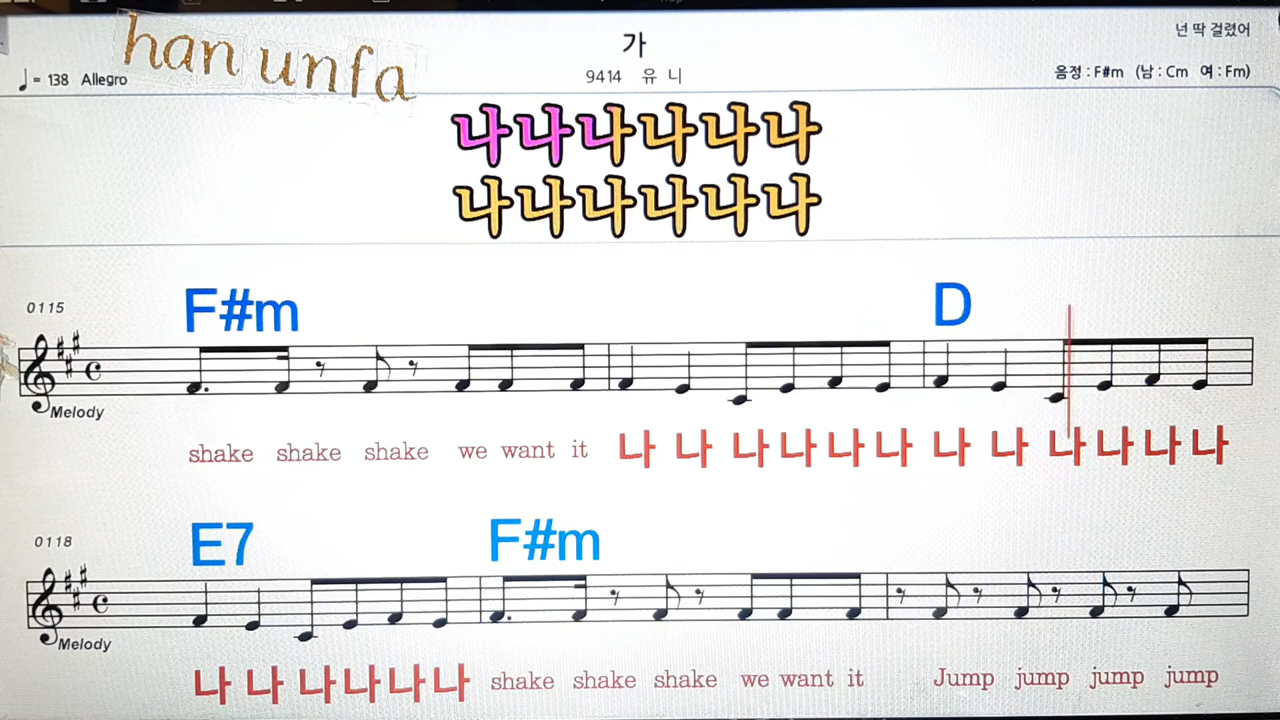 han unfa
가
넌 딱 걸렸어
♩= 138 Allegro
9414 유 니
음정 : F#m (남 : Cm 여 : Fm)
나나나나나나
나나나나나나
0115
F#m D
Melody
shake shake shake we want it 나 나 나 나 나 나 나 나 나 나 나 나
0118
E7 F#m
Melody
나 나 나 나 나 나 shake shake shake we want it Jump jump jump jump